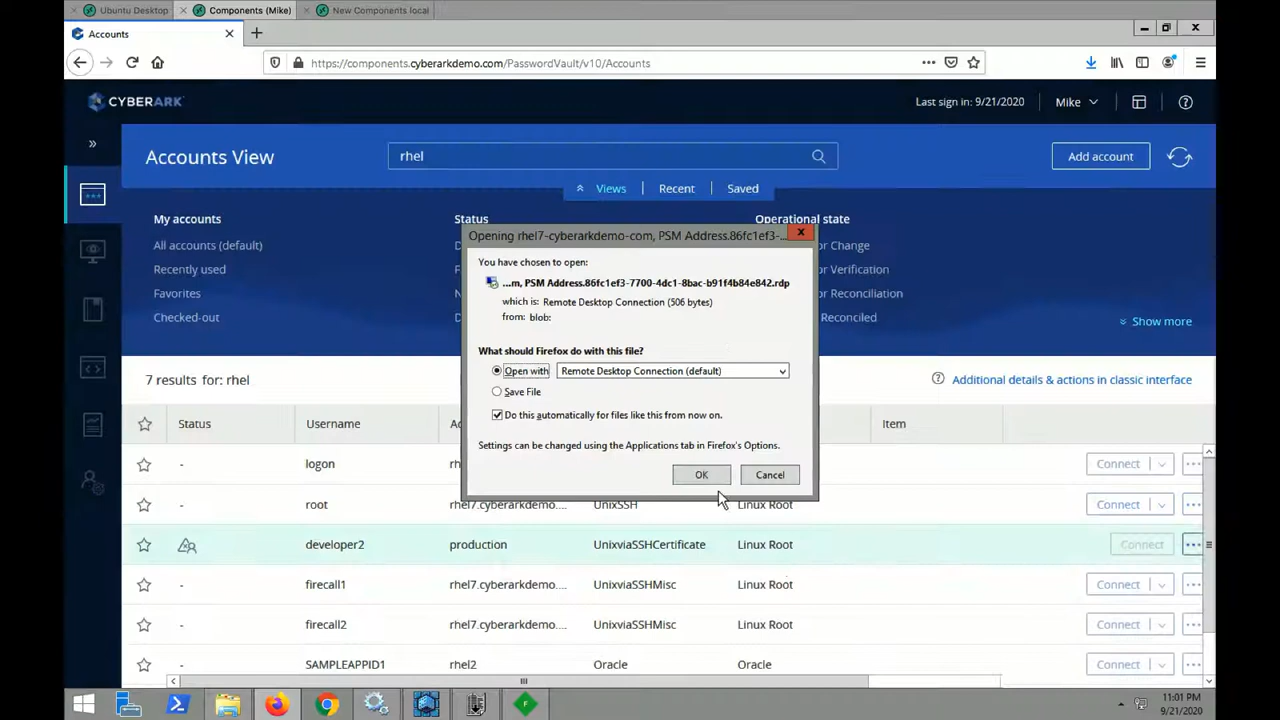 Ubuntu Desktop
Components (Mike)
New Components local
Accounts
https://components.cyberarkdemo.com/PasswordVault/v10/Accounts
CYBERARK
Last sign in: 9/21/2020
Mike
Accounts View
rhel
Add account
Views
Recent
Saved
My accounts
Status
Operational state
All accounts (default)
or Change
Recently used
or Verification
Favorites
or Reconciliation
Checked-out
Reconciled
Show more
Opening rhel7-cyberarkdemo-com, PSM Address.86fc1ef3-...
You have chosen to open:
...m, PSM Address.86fc1ef3-7700-4dc1-8bac-b91f4b84e842.rdp
which is: Remote Desktop Connection (506 bytes)
from: blob:
What should Firefox do with this file?
Open with
Remote Desktop Connection (default)
Save File
Do this automatically for files like this from now on.
Settings can be changed using the Applications tab in Firefox's Options.
OK
Cancel
7 results for: rhel
Additional details & actions in classic interface
Status Username Item
- logon Connect
- root rhel7.cyberarkdemo.... UnixSSH Linux Root Connect
developer2 production UnixviaSSHCertificate Linux Root Connect
- firecall1 rhel7.cyberarkdemo.... UnixviaSSHMisc Linux Root Connect
- firecall2 rhel7.cyberarkdemo.... UnixviaSSHMisc Linux Root Connect
- SAMPLEAPPID1 rhel2 Oracle Oracle Connect
11:01 PM
9/21/2020